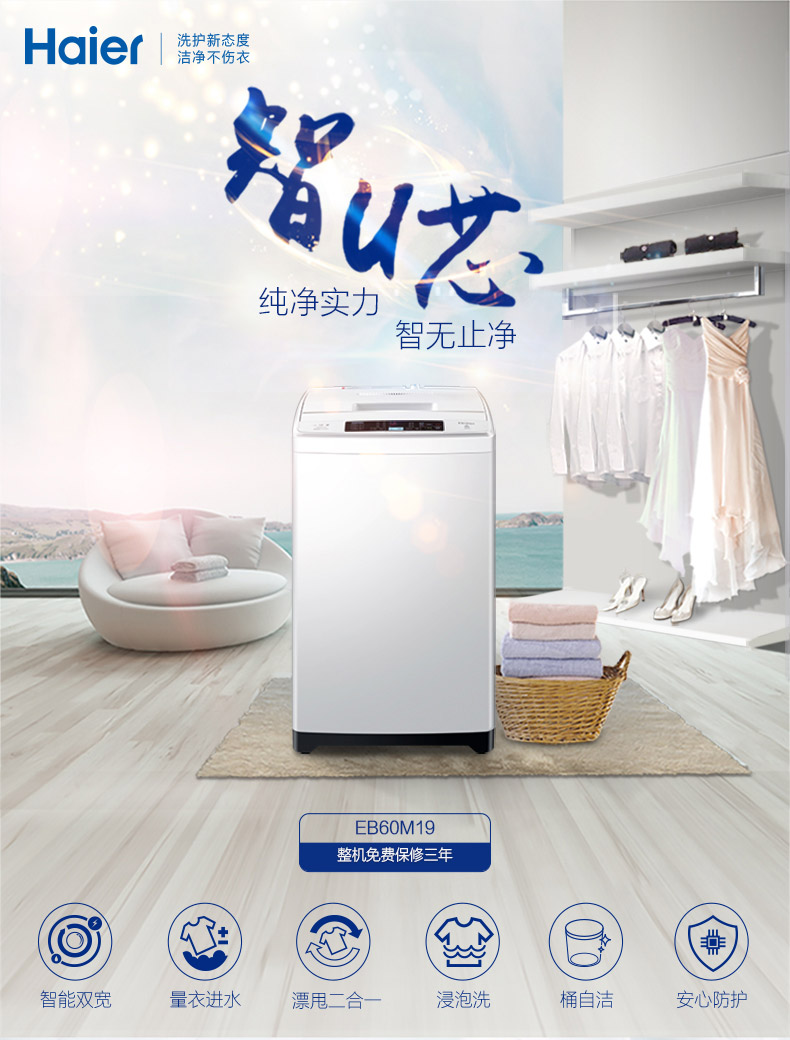 Haier
洗护新态度
洁净不伤衣
智U芯
纯净实力
智无止净
EB60M19
整机免费保修三年
智能双宽
量衣进水
漂甩二合一
浸泡洗
桶自洁
安心防护